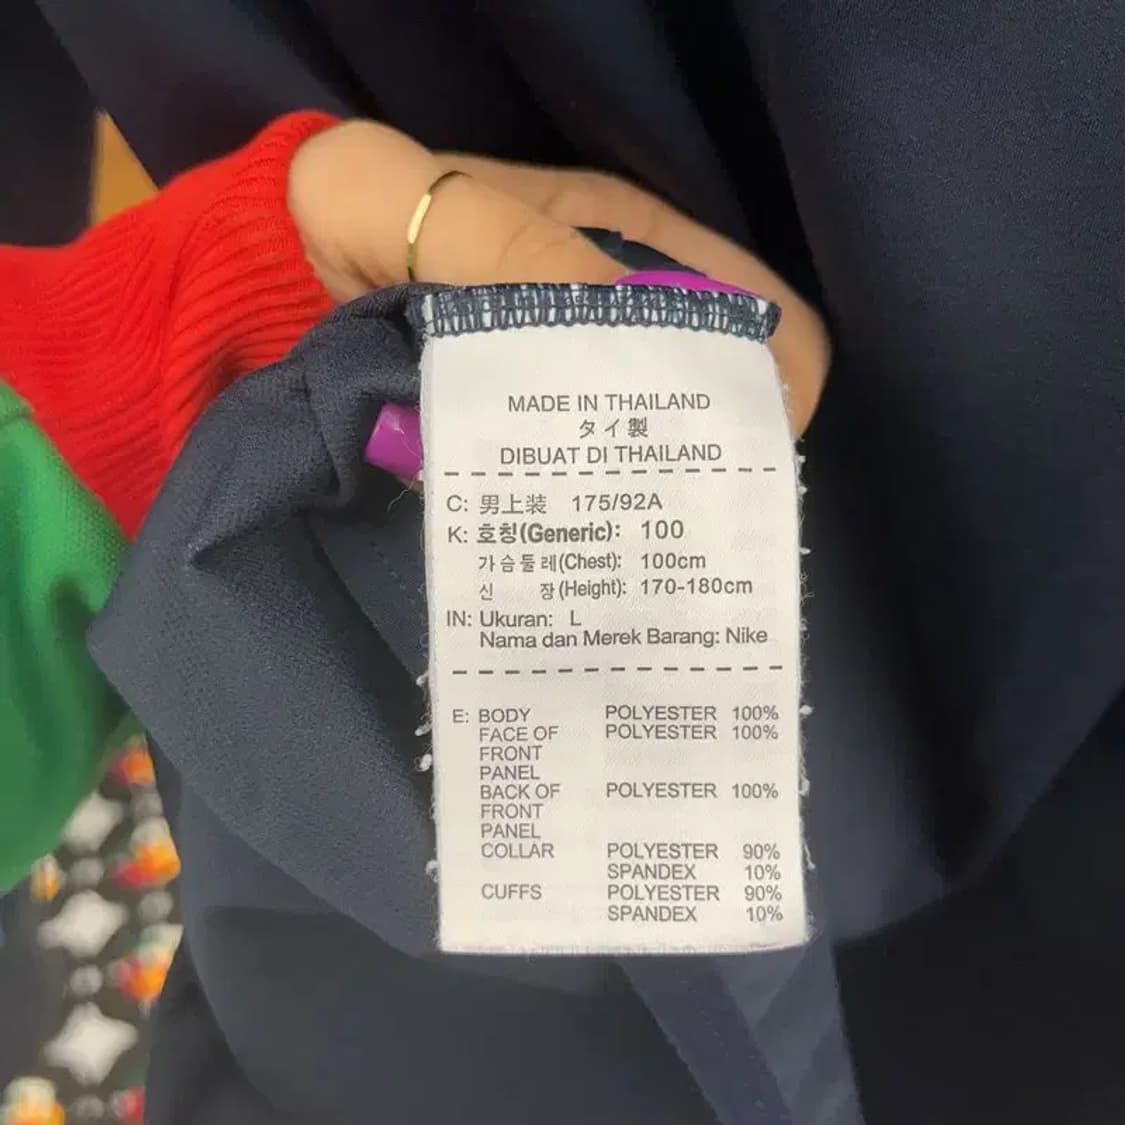 MADE IN THAILAND
タイ製
DIBUAT DI THAILAND
C: 男上装 175/92A
K: 호칭(Generic): 100
가슴둘레(Chest): 100cm
신 장(Height): 170-180cm
IN: Ukuran: L
Nama dan Merek Barang: Nike
E: BODY POLYESTER 100%
FACE OF POLYESTER 100%
FRONT
PANEL
BACK OF POLYESTER 100%
FRONT
PANEL
COLLAR POLYESTER 90%
SPANDEX 10%
CUFFS POLYESTER 90%
SPANDEX 10%